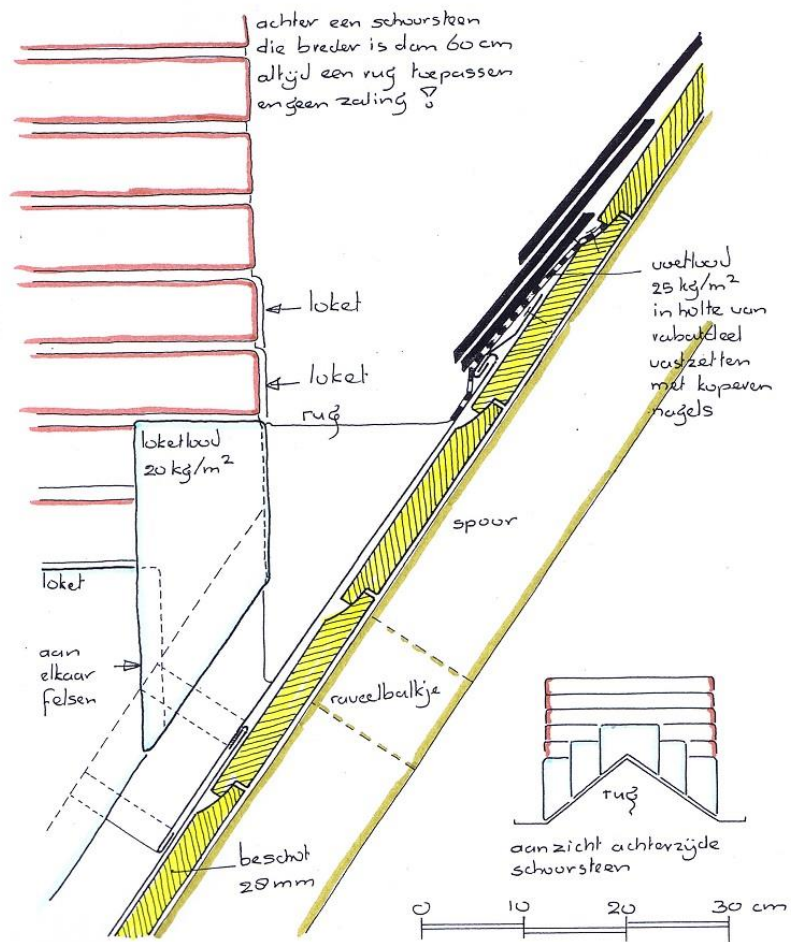 achter een schoorsteen
die breder is dan 60 cm
altijd een rug toepassen
en geen zaling !
loket
loket
rug
voetlood
25 kg/m²
in holte van
rabatdeel
vastzetten
met koperen
nagels
loketlood
20 kg/m²
spoor
loket
aan
elkaar
felsen
raveelbalkje
beschot
28 mm
rug
aanzicht achterzijde
schoorsteen
0 10 20 30 cm